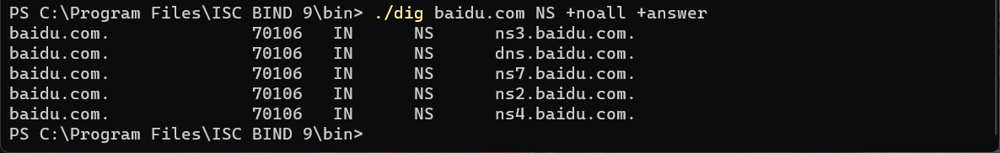 PS C:\Program Files\ISC BIND 9\bin> ./dig baidu.com NS +noall +answer
baidu.com.              70106   IN      NS      ns3.baidu.com.
baidu.com.              70106   IN      NS      dns.baidu.com.
baidu.com.              70106   IN      NS      ns7.baidu.com.
baidu.com.              70106   IN      NS      ns2.baidu.com.
baidu.com.              70106   IN      NS      ns4.baidu.com.
PS C:\Program Files\ISC BIND 9\bin>